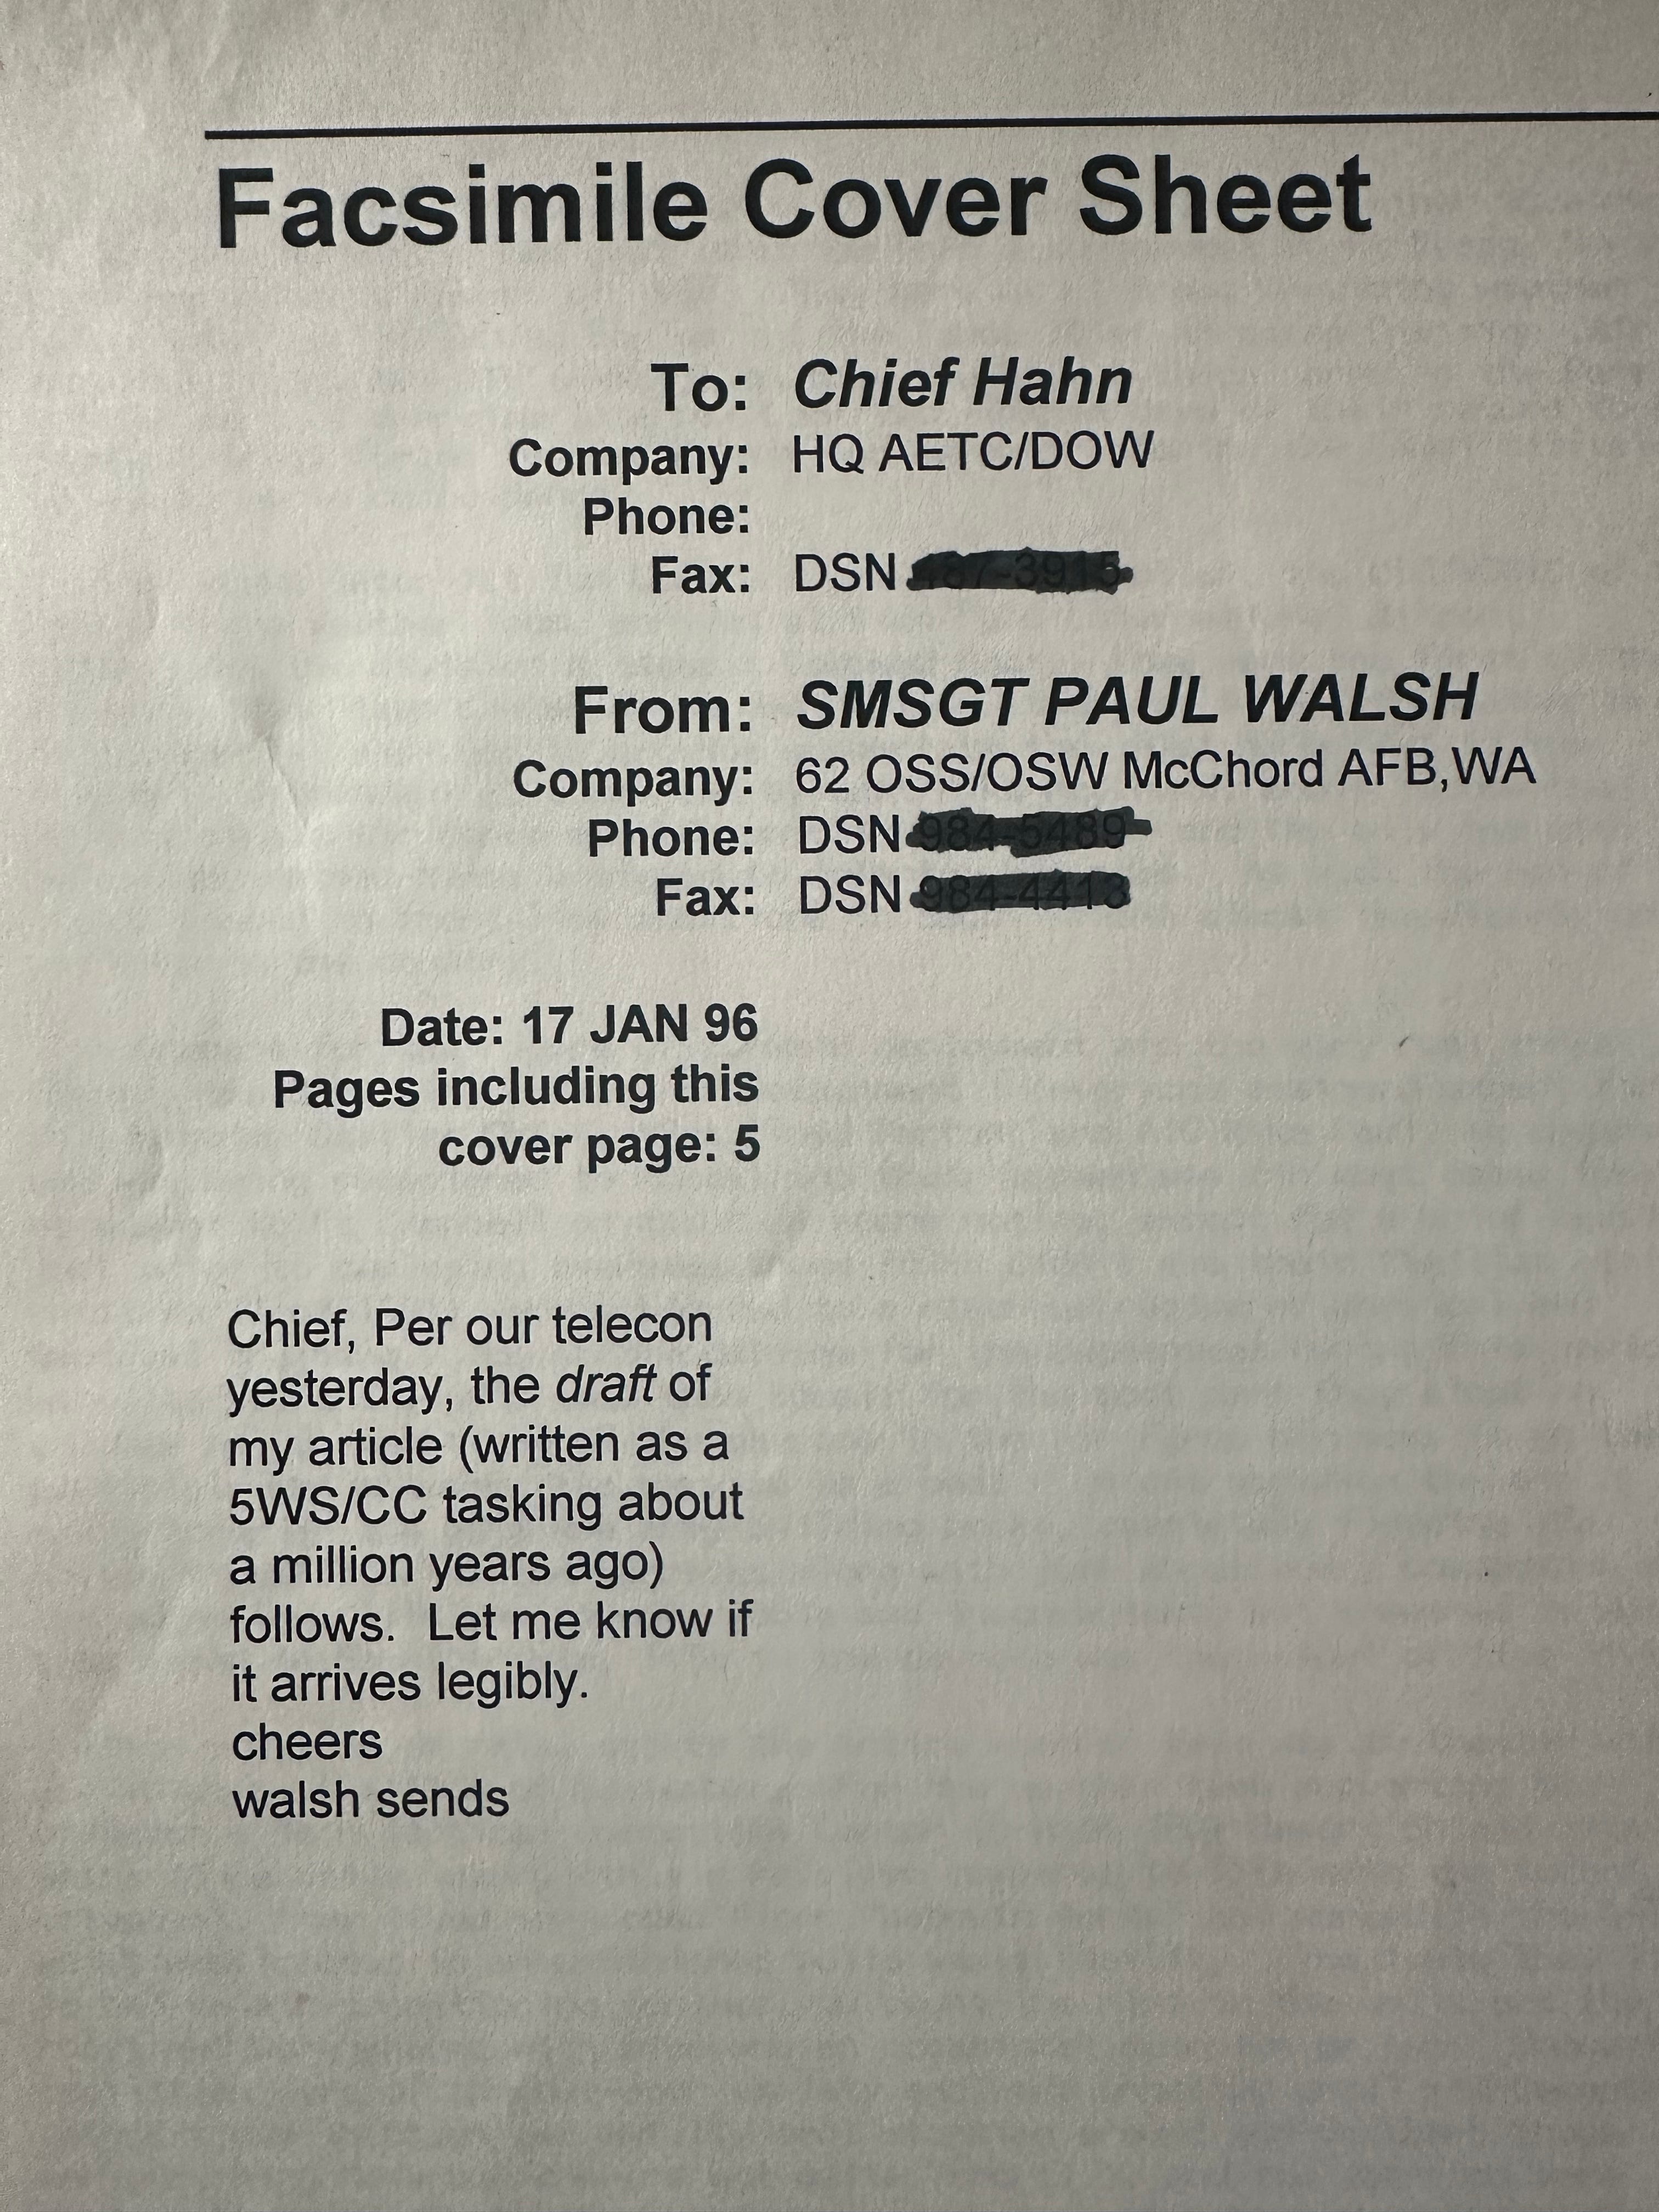 Facsimile Cover Sheet
To: Chief Hahn
Company: HQ AETC/DOW
Phone:
Fax: DSN
From: SMSGT PAUL WALSH
Company: 62 OSS/OSW McChord AFB,WA
Phone: DSN
Fax: DSN
Date: 17 JAN 96
Pages including this
cover page: 5
Chief, Per our telecon
yesterday, the draft of
my article (written as a
5WS/CC tasking about
a million years ago)
follows. Let me know if
it arrives legibly.
cheers
walsh sends